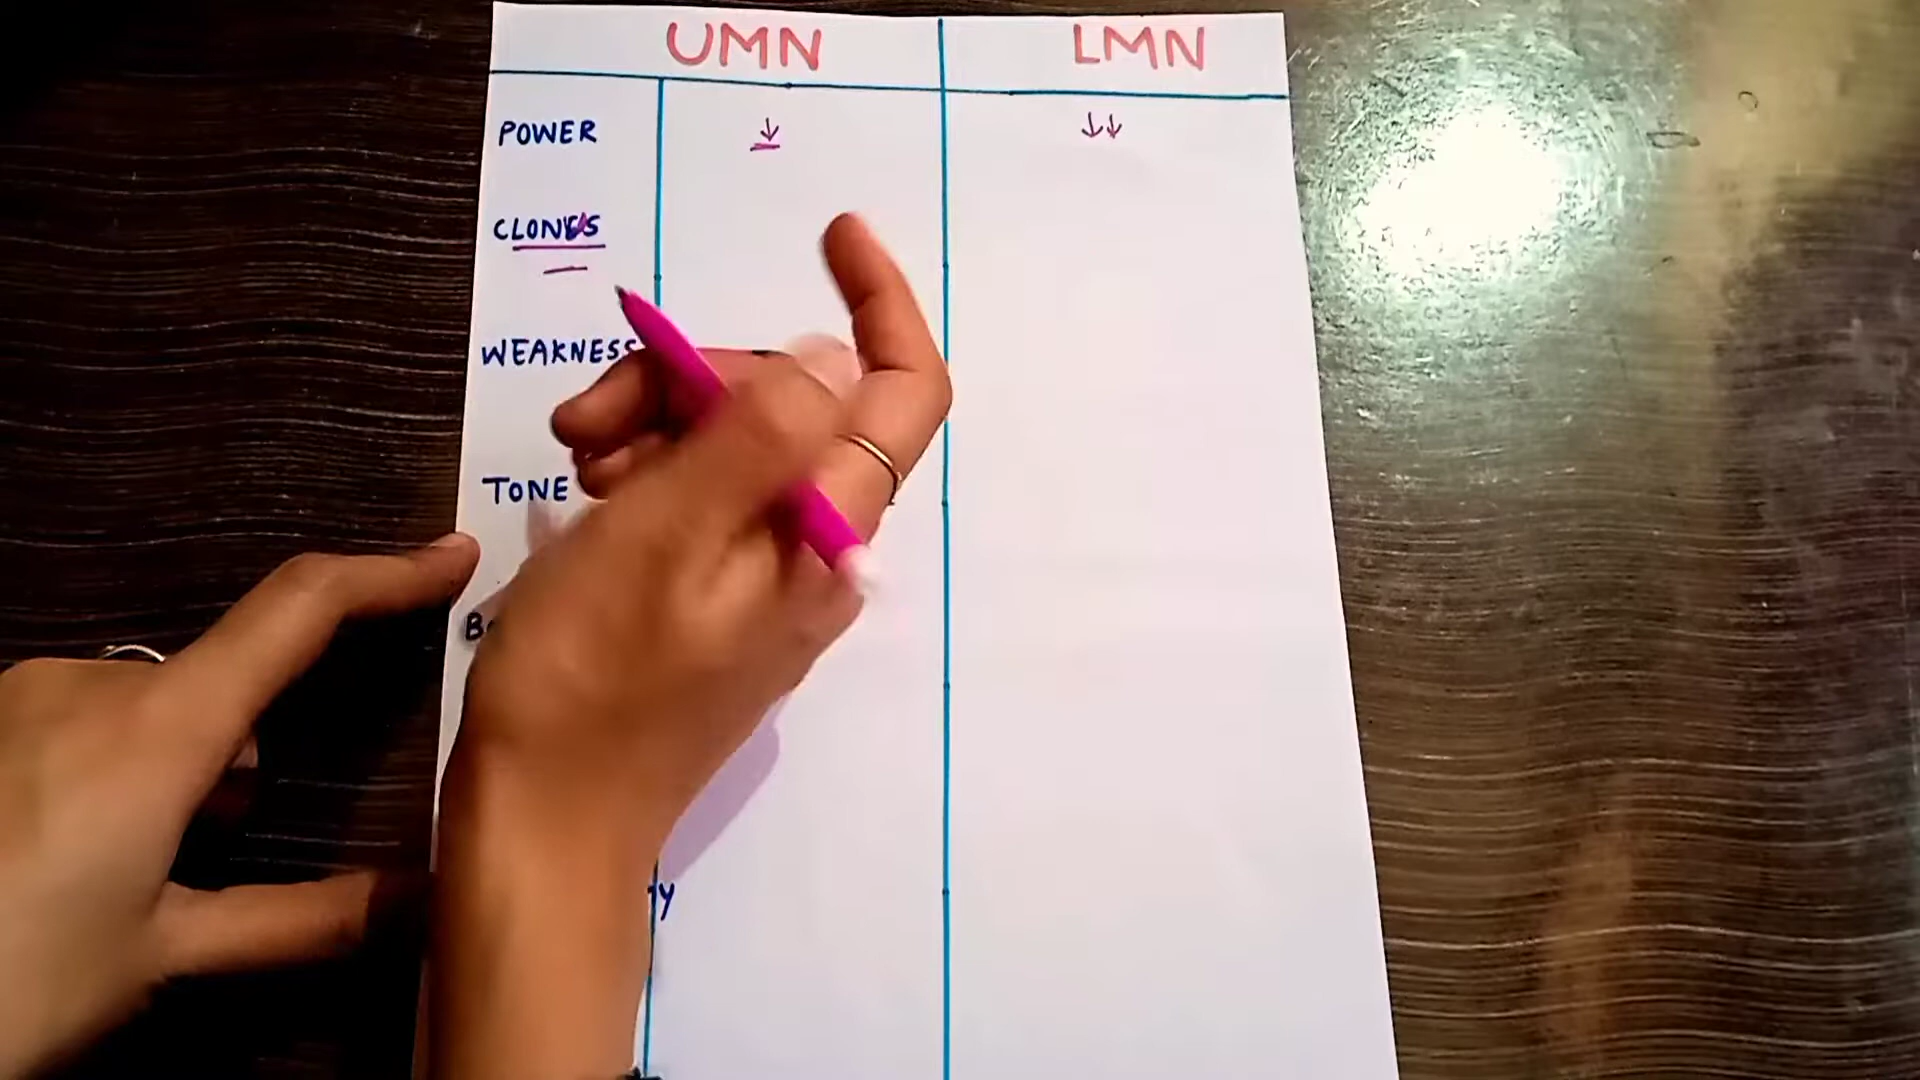 UMN LMN
POWER ↓ ↓↓
CLONUS
WEAKNESS
TONE